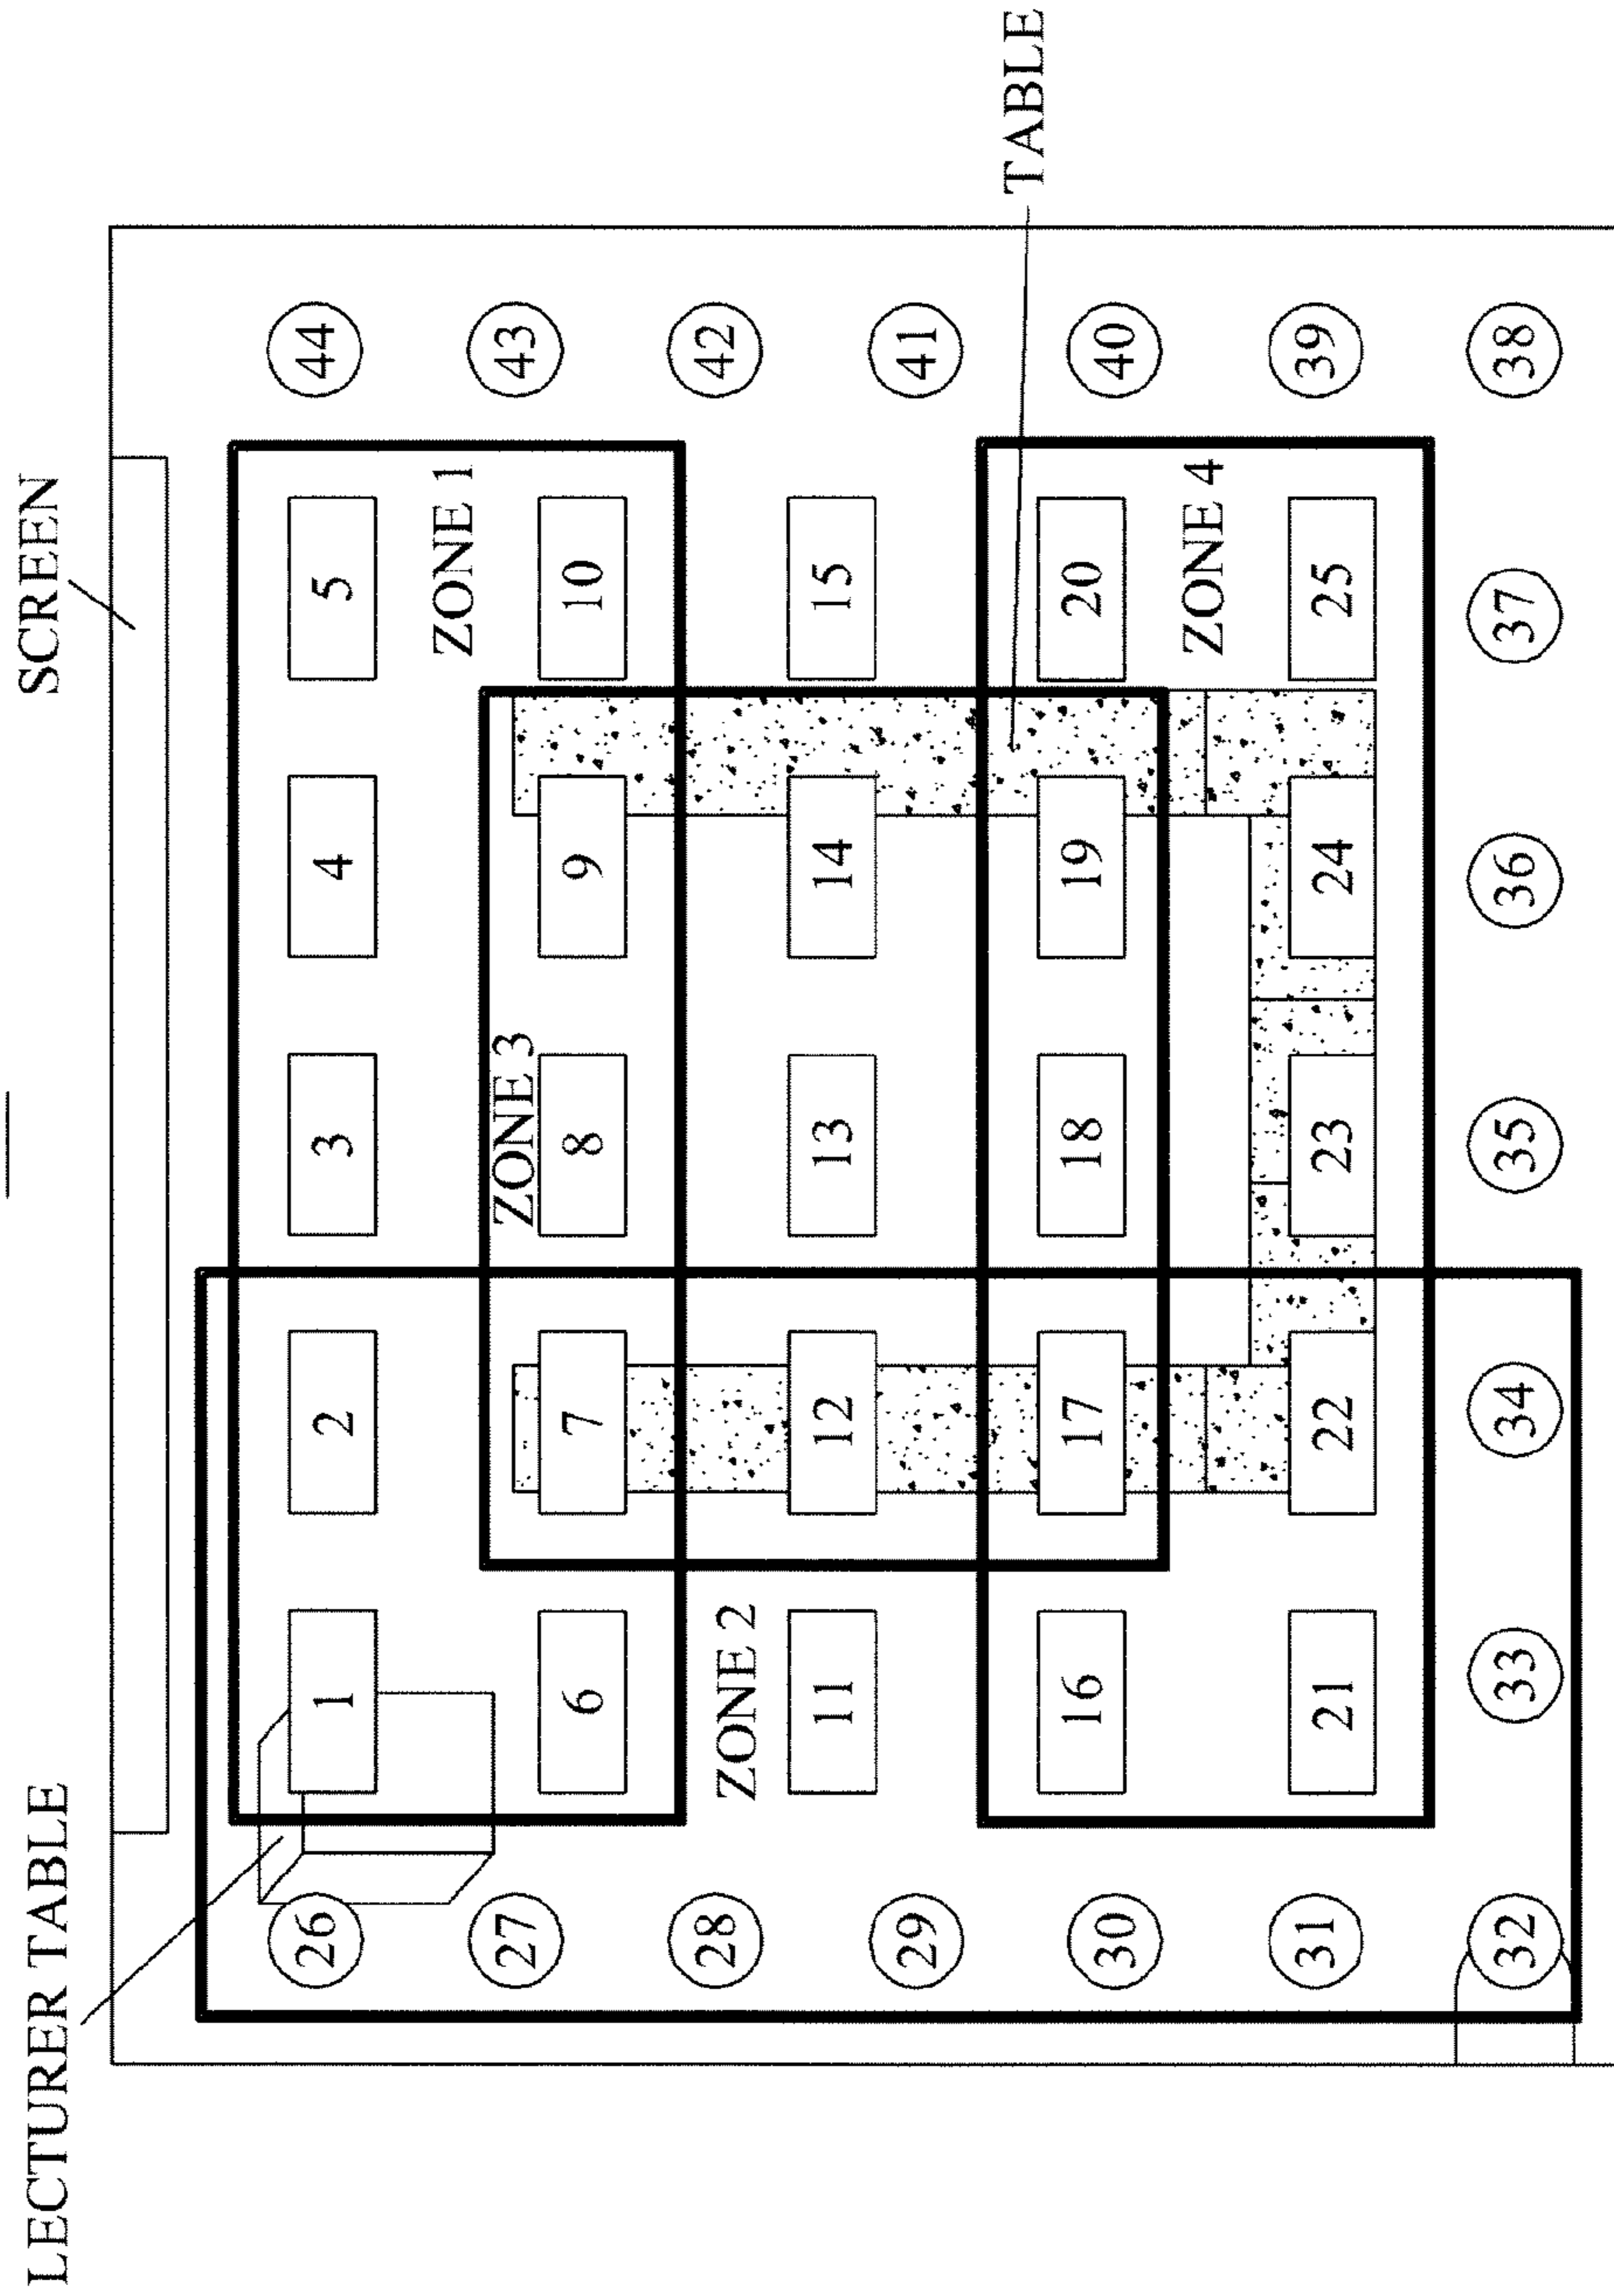 LECTURER TABLE
SCREEN
26 1 2 3 4 5 44
ZONE 1
27 ZONE 3 43
6 7 8 9 10
28 ZONE 2 42
11 12 13 14 15
29 41
TABLE
30 16 17 18 19 20 40
ZONE 4
31 21 22 23 24 25 39
32 33 34 35 36 37 38